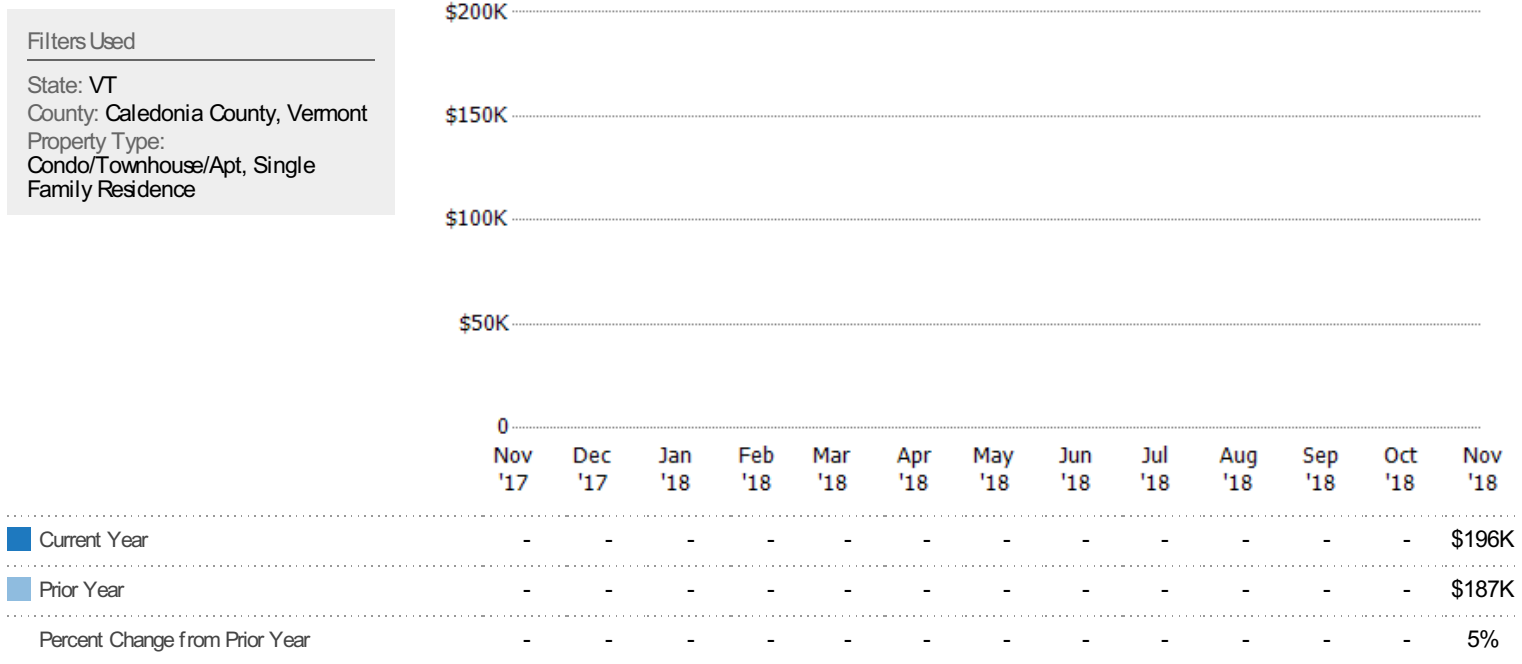 Filters Used
State: VT
County: Caledonia County, Vermont
Property Type:
Condo/Townhouse/Apt, Single
Family Residence
$200K
$150K
$100K
$50K
0
Nov Dec Jan Feb Mar Apr May Jun Jul Aug Sep Oct Nov
'17 '17 '18 '18 '18 '18 '18 '18 '18 '18 '18 '18 '18
Current Year - - - - - - - - - - - - $196K
Prior Year - - - - - - - - - - - - $187K
Percent Change from Prior Year - - - - - - - - - - - - 5%